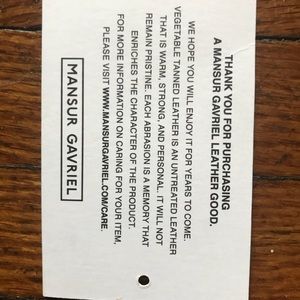 THANK YOU FOR PURCHASING
A MANSUR GAVRIEL LEATHER GOOD.
WE HOPE YOU WILL ENJOY IT FOR YEARS TO COME.
VEGETABLE TANNED LEATHER IS AN UNTREATED LEATHER
THAT IS WARM, STRONG, AND PERSONAL. IT WILL NOT
REMAIN PRISTINE. EACH ABRASION IS A MEMORY THAT
ENRICHES THE CHARACTER OF THE PRODUCT.
FOR MORE INFORMATION ON CARING FOR YOUR ITEM,
PLEASE VISIT WWW.MANSURGAVRIEL.COM/CARE.
MANSUR GAVRIEL